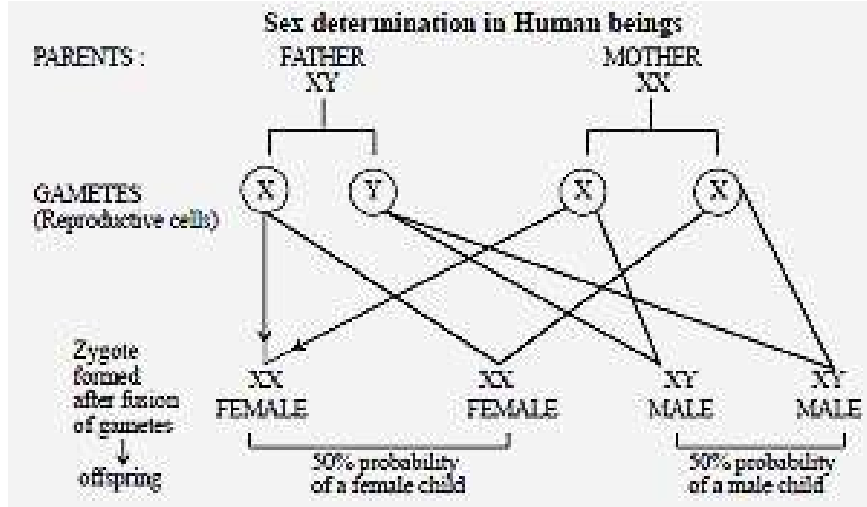 Sex determination in Human beings
PARENTS : FATHER MOTHER
XY XX
GAMETES
(Reproductive cells)
X Y X X
Zygote
formed
after fusion
of gametes
↓
offspring
XX XX XY XY
FEMALE FEMALE MALE MALE
50% probability
of a female child
50% probability
of a male child